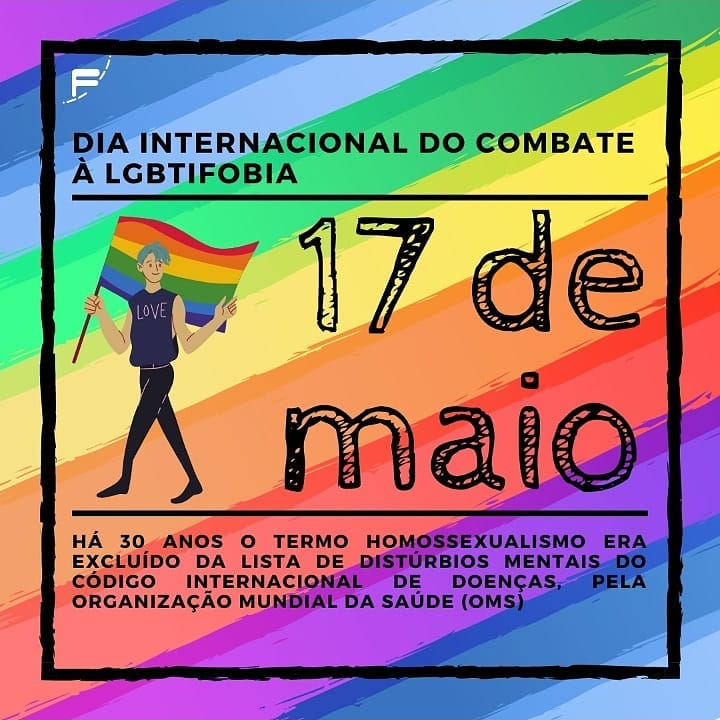 F
DIA INTERNACIONAL DO COMBATE
À LGBTIFOBIA
17 de
maio
LOVE
HÁ 30 ANOS O TERMO HOMOSSEXUALISMO ERA
EXCLUÍDO DA LISTA DE DISTÚRBIOS MENTAIS DO
CÓDIGO INTERNACIONAL DE DOENÇAS, PELA
ORGANIZAÇÃO MUNDIAL DA SAÚDE (OMS)